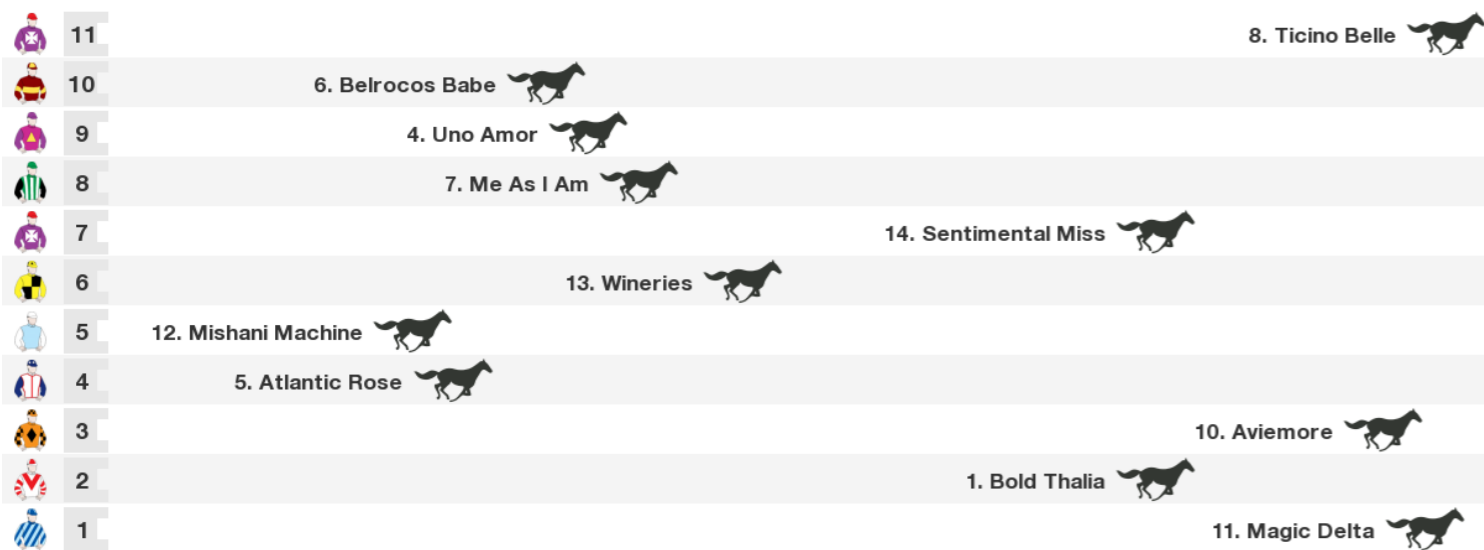 11 8. Ticino Belle
10 6. Belrocos Babe
9 4. Uno Amor
8 7. Me As I Am
7 14. Sentimental Miss
6 13. Wineries
5 12. Mishani Machine
4 5. Atlantic Rose
3 10. Aviemore
2 1. Bold Thalia
1 11. Magic Delta